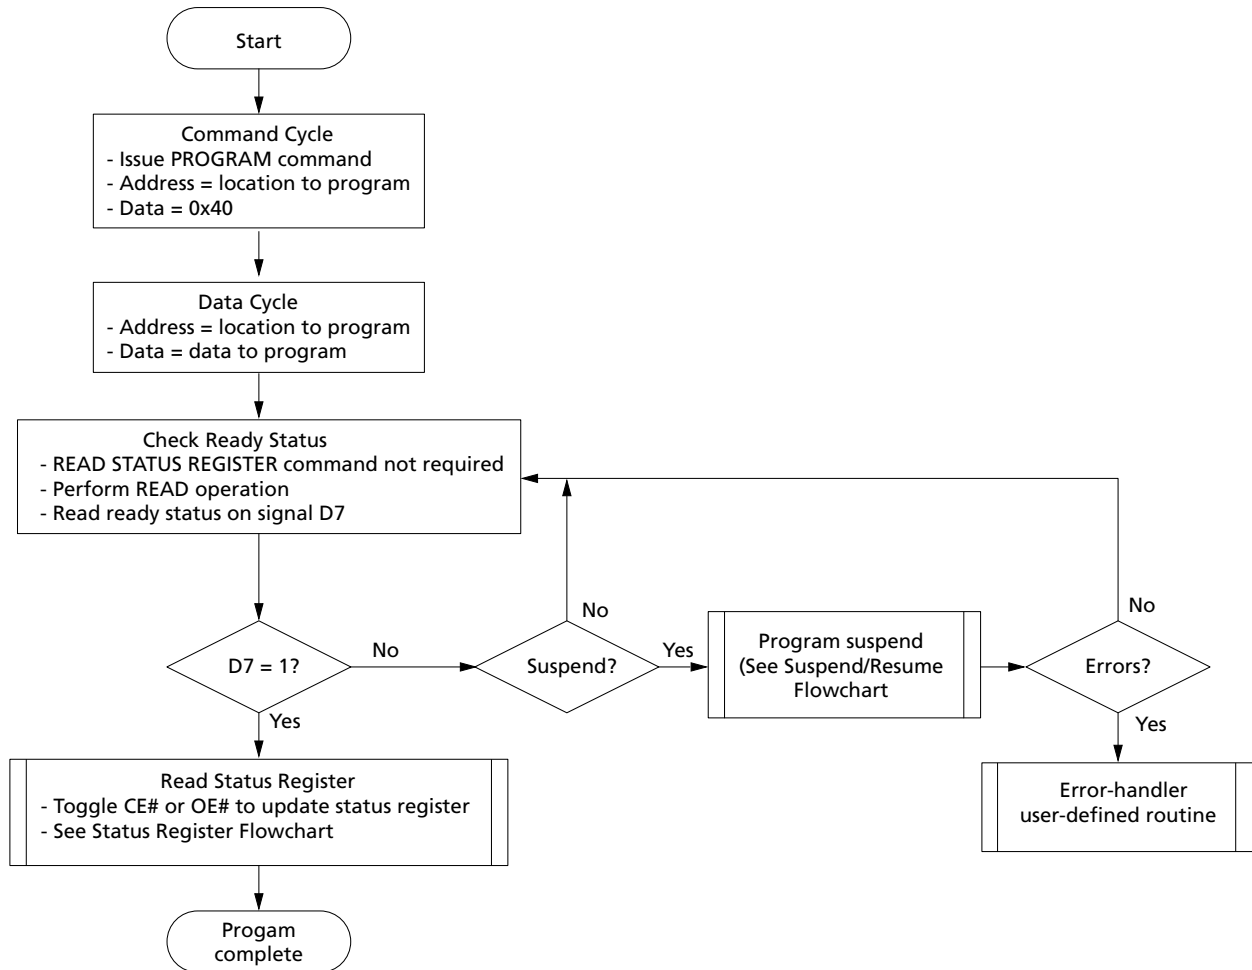 Start
Command Cycle
- Issue PROGRAM command
- Address = location to program
- Data = 0x40
Data Cycle
- Address = location to program
- Data = data to program
Check Ready Status
- READ STATUS REGISTER command not required
- Perform READ operation
- Read ready status on signal D7
D7 = 1?
No
Suspend?
No
Yes
Program suspend
(See Suspend/Resume
Flowchart
Errors?
No
Yes
Error-handler
user-defined routine
Yes
Read Status Register
- Toggle CE# or OE# to update status register
- See Status Register Flowchart
Progam
complete